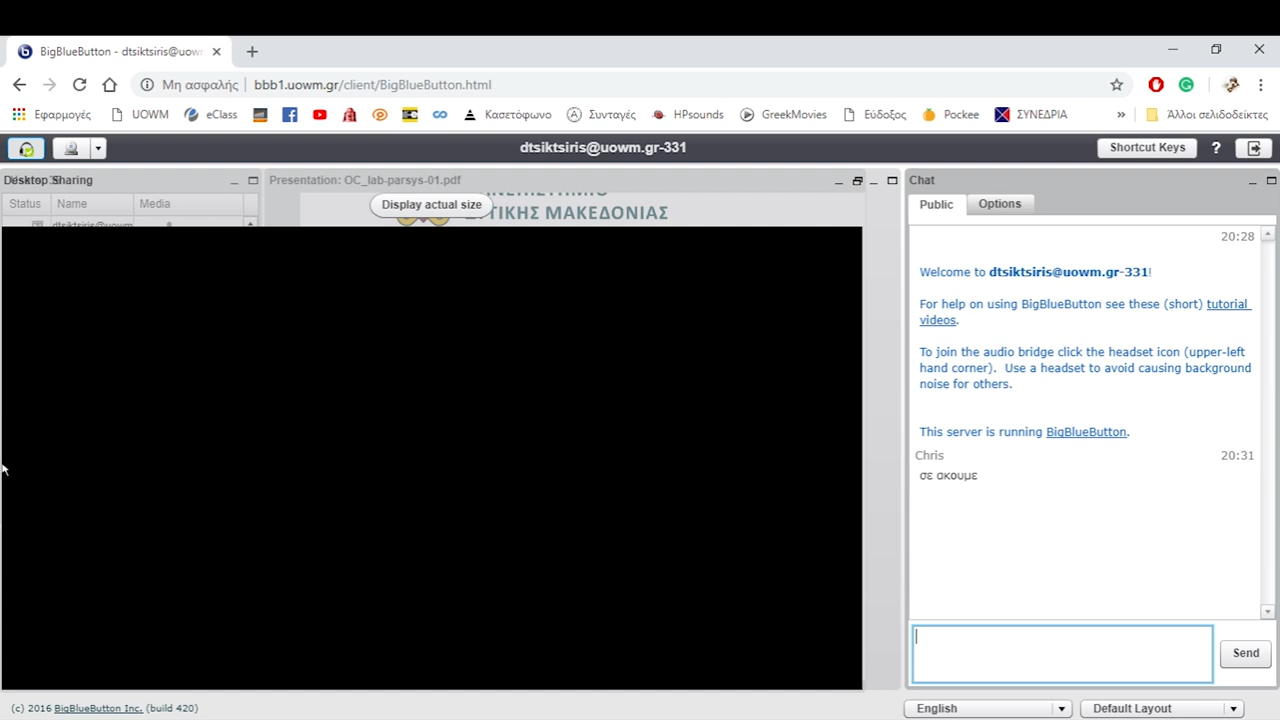 BigBlueButton - dtsiktsiris@uow
Μη ασφαλής
bbb1.uowm.gr/client/BigBlueButton.html
Εφαρμογές
UOWM
eClass
Κασετόφωνο
Συνταγές
HPsounds
GreekMovies
Εύδοξος
Pockee
ΣΥΝΕΔΡΙΑ
»
Άλλοι σελιδοδείκτες
dtsiktsiris@uowm.gr-331
Shortcut Keys
?
Desktop Sharing
Presentation: OC_lab-parsys-01.pdf
Chat
Status
Name
Media
Display actual size
ΤΙΚΗΣ ΜΑΚΕΔΟΝΙΑΣ
dtsiktsiris@uowm
Public
Options
20:28
Welcome to dtsiktsiris@uowm.gr-331!
For help on using BigBlueButton see these (short) tutorial
videos.
To join the audio bridge click the headset icon (upper-left
hand corner). Use a headset to avoid causing background
noise for others.
This server is running BigBlueButton.
Chris
20:31
σε ακουμε
Send
(c) 2016 BigBlueButton Inc. (build 420)
English
Default Layout